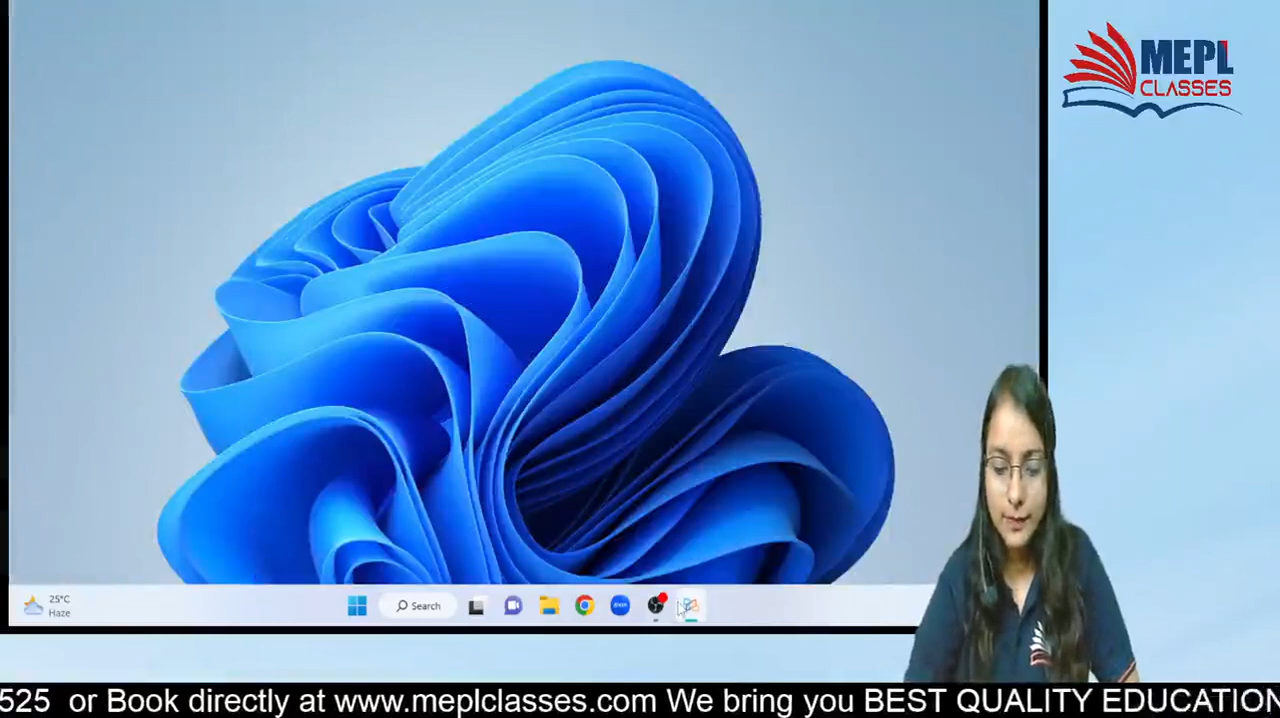 MEPL
CLASSES
25°C
Haze
Search
zoom
525 or Book directly at www.meplclasses.com We bring you BEST QUALITY EDUCATION